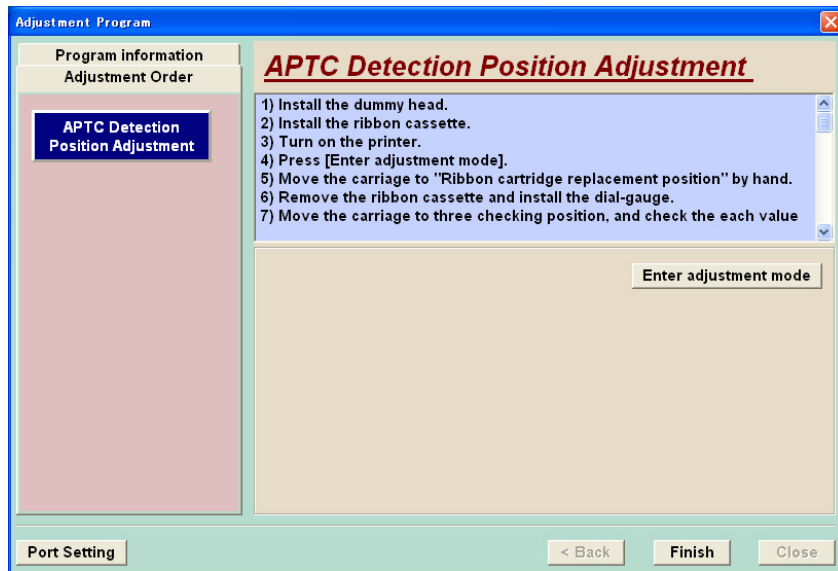 Adjustment Program
Program information
Adjustment Order
APTC Detection
Position Adjustment
APTC Detection Position Adjustment
1) Install the dummy head.
2) Install the ribbon cassette.
3) Turn on the printer.
4) Press [Enter adjustment mode].
5) Move the carriage to "Ribbon cartridge replacement position" by hand.
6) Remove the ribbon cassette and install the dial-gauge.
7) Move the carriage to three checking position, and check the each value
Enter adjustment mode
Port Setting
< Back
Finish
Close